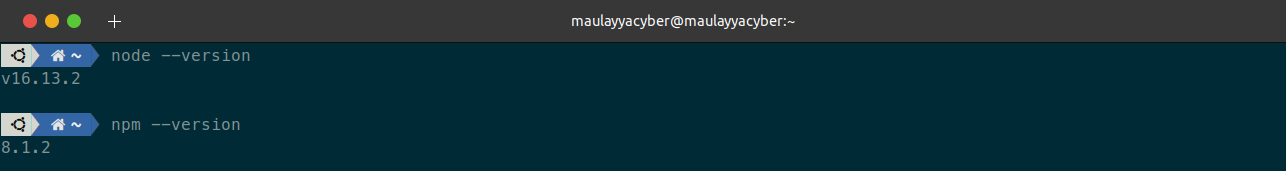 maulayyacyber@maulayyacyber:~
~ node --version
v16.13.2
~ npm --version
8.1.2